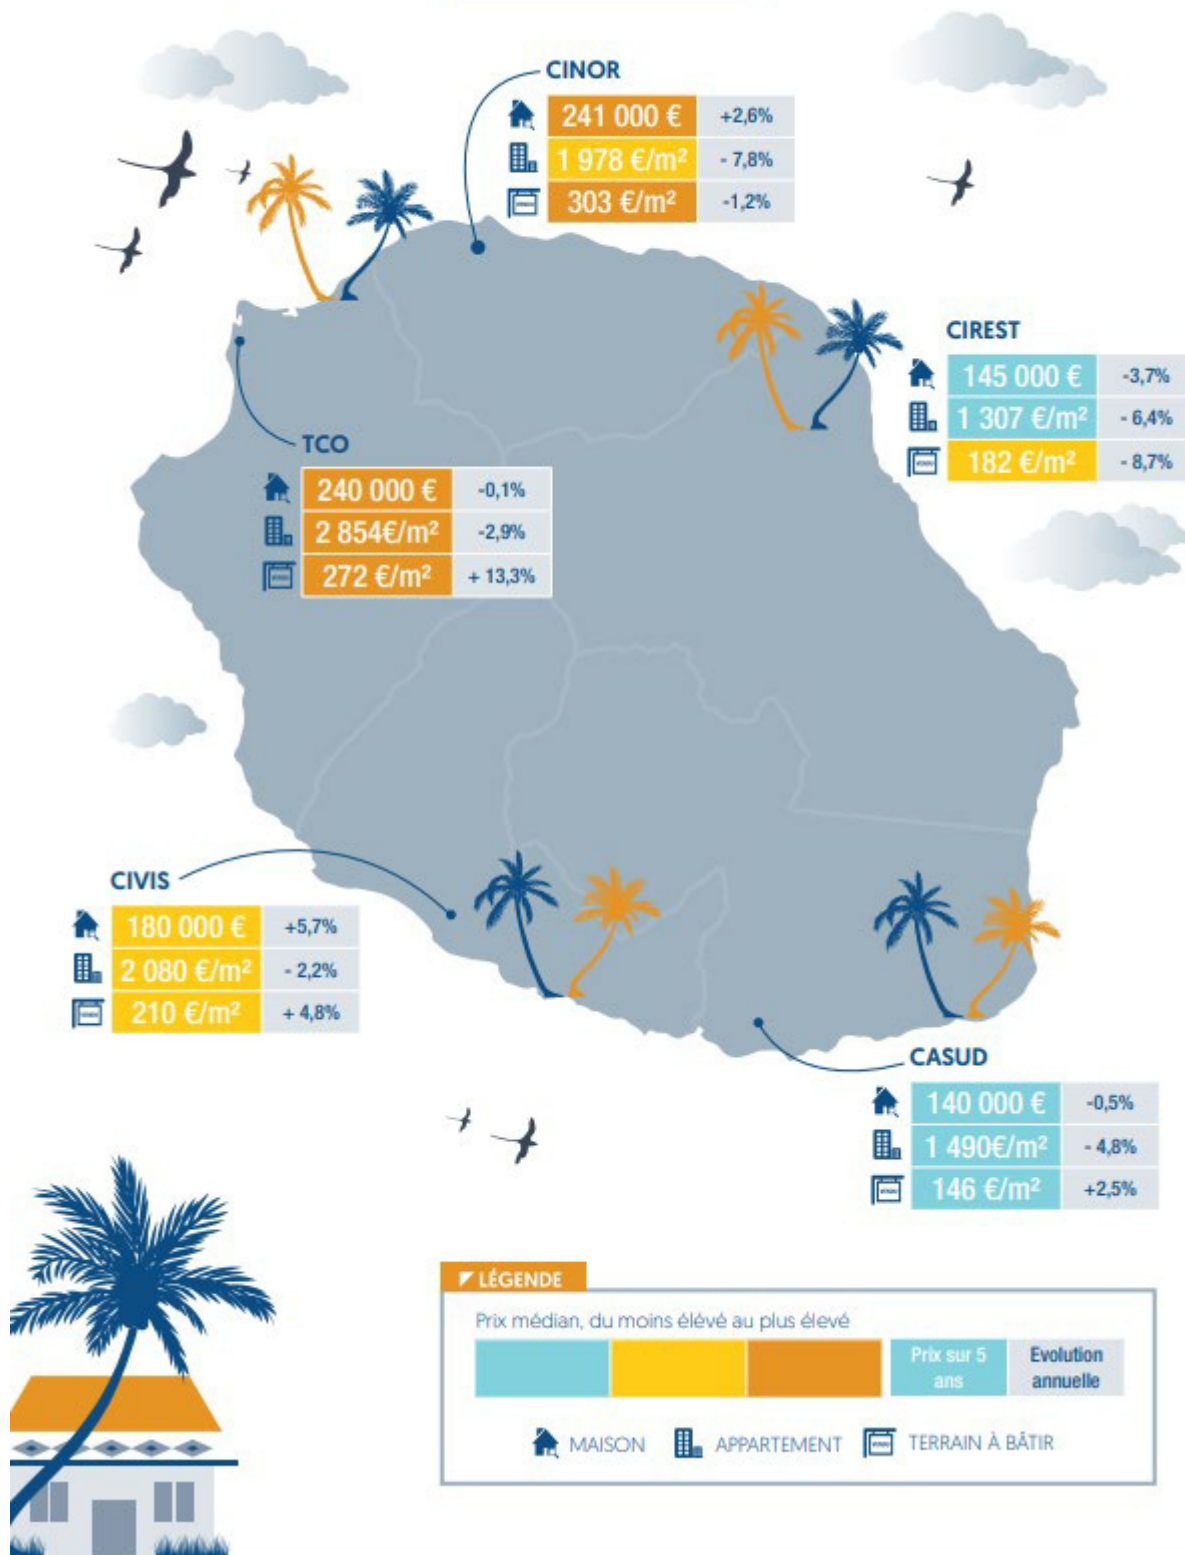 CINOR
241 000 € +2,6%
1 978 €/m² - 7,8%
303 €/m² -1,2%
CIREST
145 000 € -3,7%
1 307 €/m² - 6,4%
182 €/m² - 8,7%
TCO
240 000 € -0,1%
2 854€/m² -2,9%
272 €/m² + 13,3%
CIVIS
180 000 € +5,7%
2 080 €/m² - 2,2%
210 €/m² + 4,8%
CASUD
140 000 € -0,5%
1 490€/m² - 4,8%
146 €/m² +2,5%
LÉGENDE
Prix médian, du moins élévé au plus élevé
Prix sur 5 ans
Evolution annuelle
MAISON APPARTEMENT TERRAIN À BÂTIR